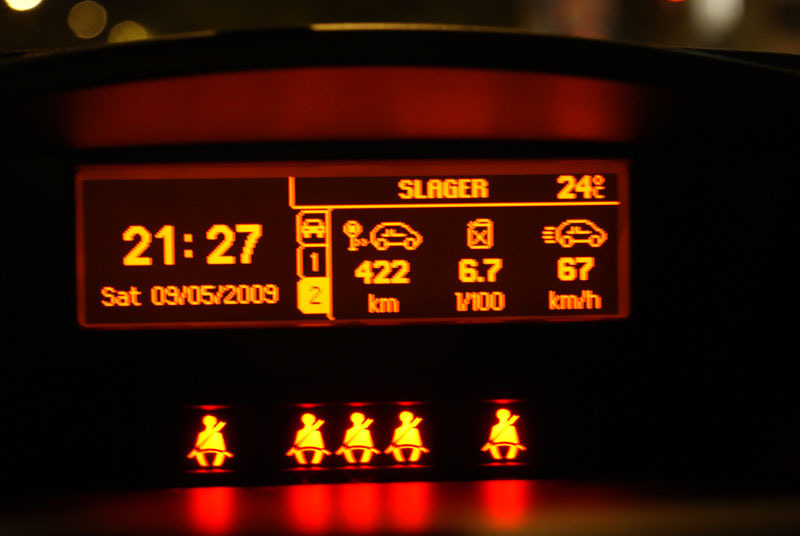 SLAGER 24°C
21:27
Sat 09/05/2009
1
2
422 6.7 67
km l/100 km/h